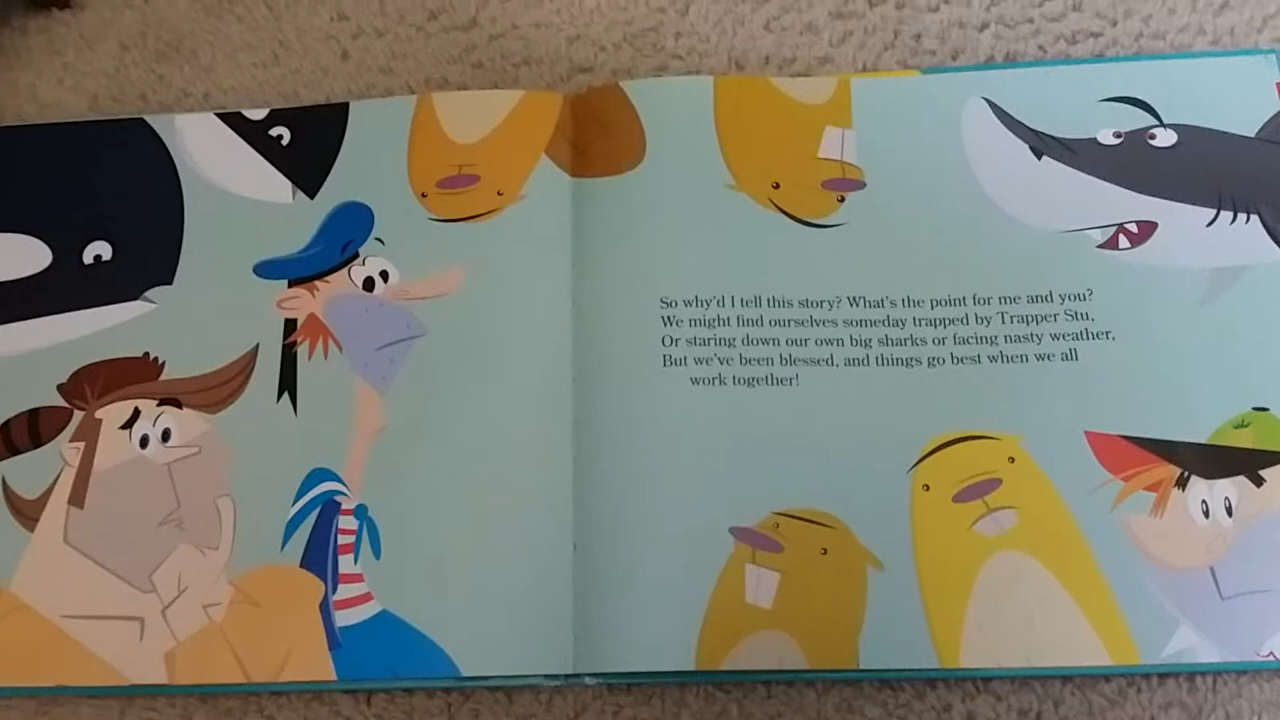 So why'd I tell this story? What's the point for me and you?
We might find ourselves someday trapped by Trapper Stu,
Or staring down our own big sharks or facing nasty weather,
But we've been blessed, and things go best when we all
work together!